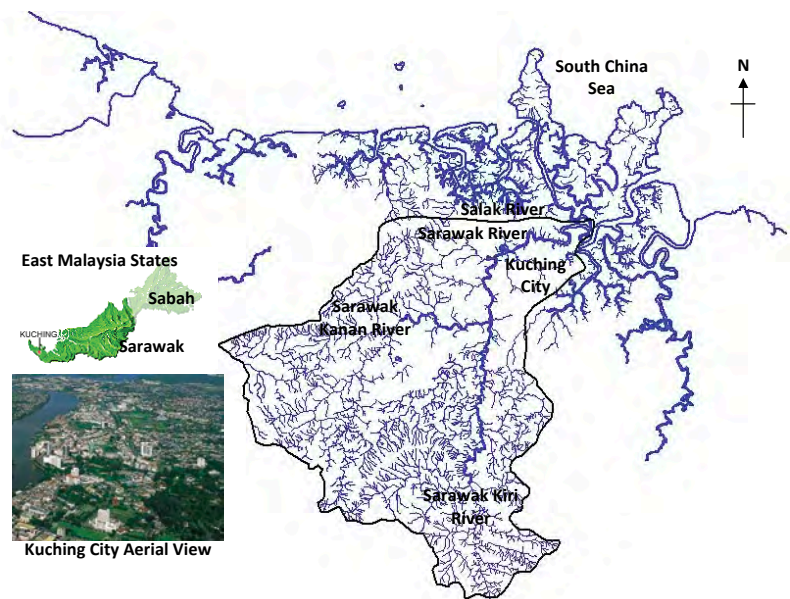 South China
Sea
N
Salak River
Sarawak River
Kuching
City
East Malaysia States
Sabah
KUCHING
Sarawak
Sarawak
Kanan River
Sarawak Kiri
River
Kuching City Aerial View